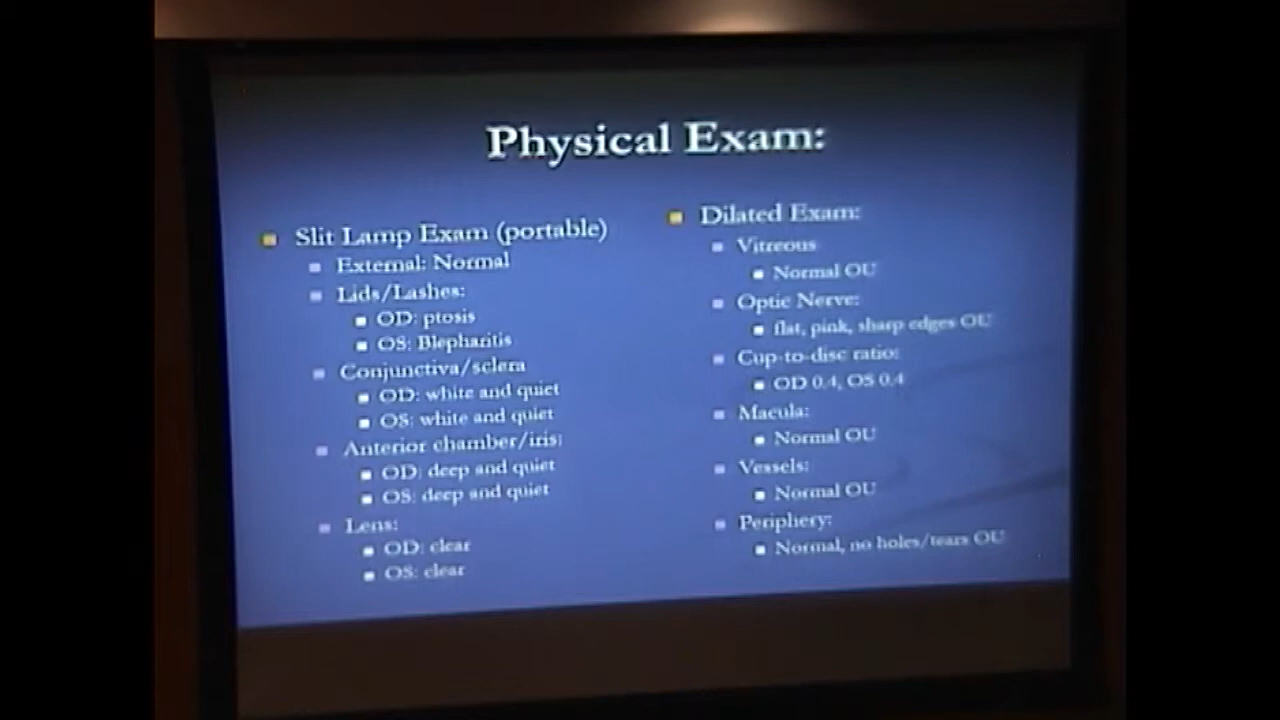 Physical Exam:
Slit Lamp Exam (portable)
External: Normal
Lids/Lashes:
OD: ptosis
OS: Blepharitis
Conjunctiva/sclera
OD: white and quiet
OS: white and quiet
Anterior chamber/iris:
OD: deep and quiet
OS: deep and quiet
Lens:
OD: clear
OS: clear
Dilated Exam:
Vitreous
Normal OU
Optic Nerve:
flat, pink, sharp edges OU
Cup-to-disc ratio:
OD 0.4, OS 0.4
Macula:
Normal OU
Vessels:
Normal OU
Periphery:
Normal, no holes/tears OU